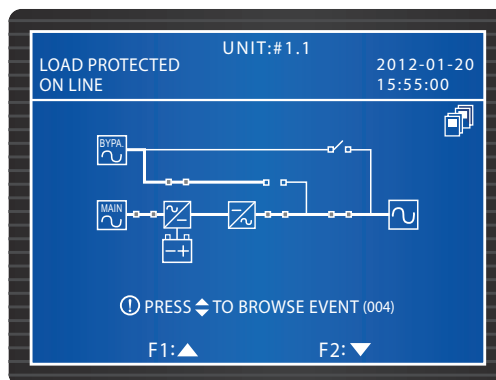 UNIT:#1.1
LOAD PROTECTED
ON LINE
2012-01-20
15:55:00
BYPA.
MAIN
PRESS TO BROWSE EVENT (004)
F1: F2: